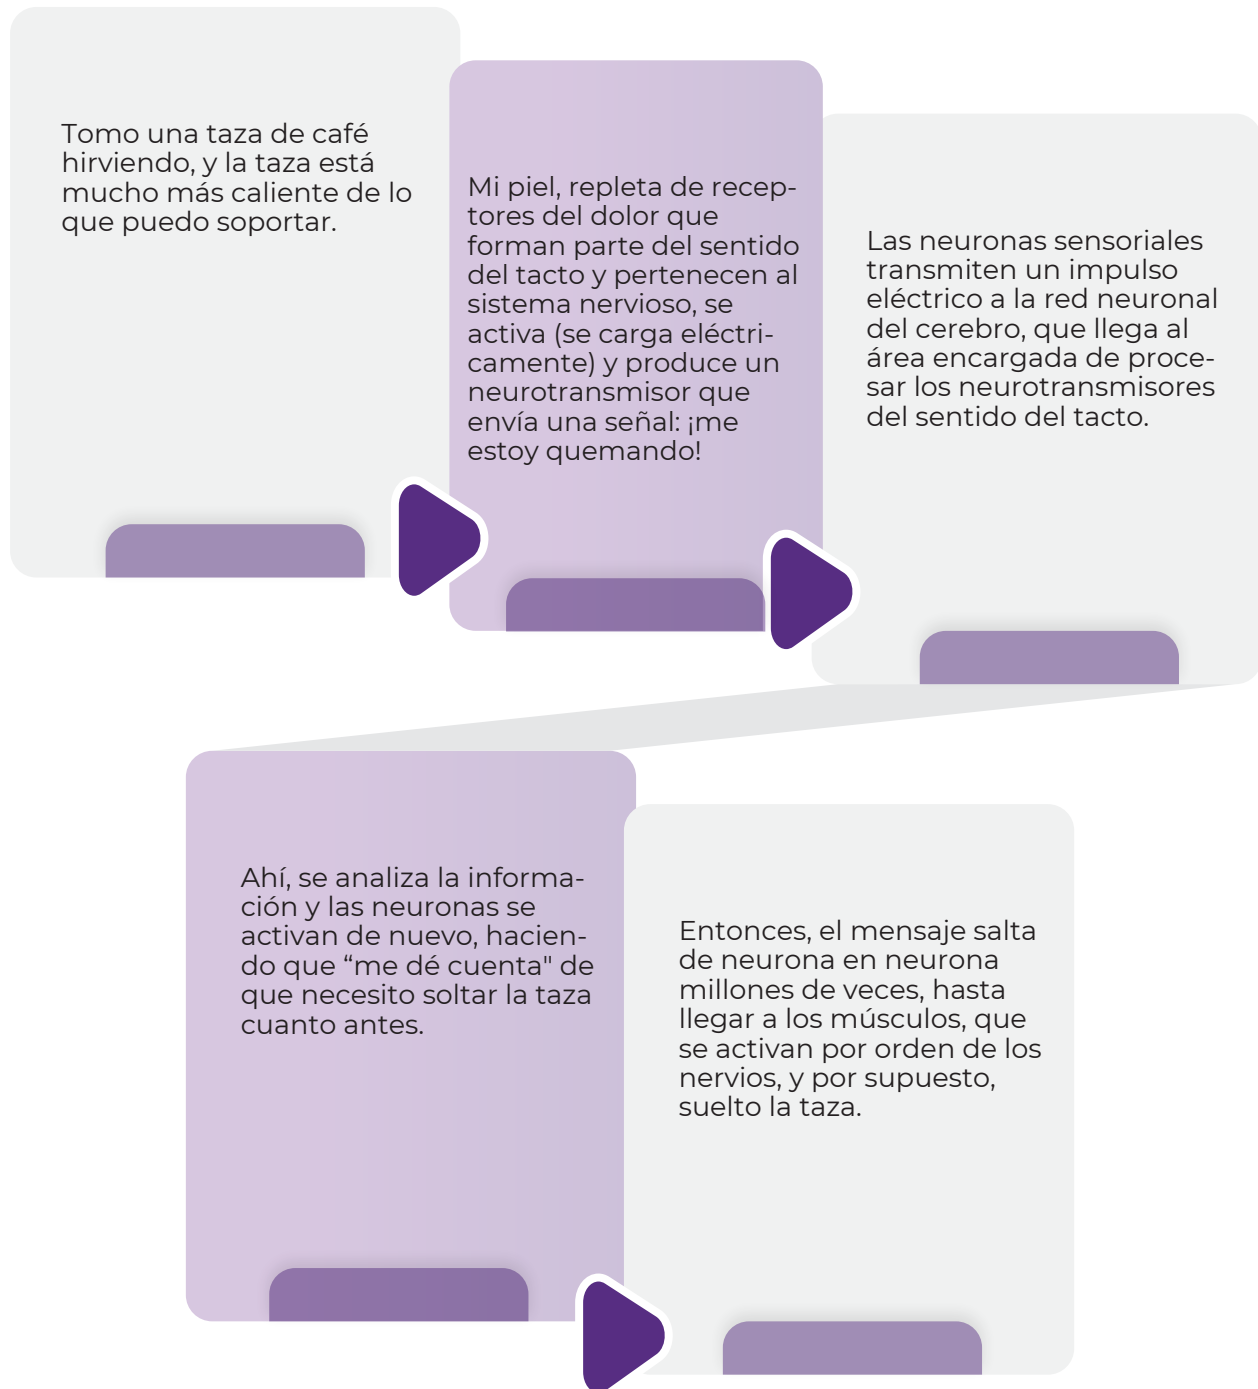 Tomo una taza de café
hirviendo, y la taza está
mucho más caliente de lo
que puedo soportar.
Mi piel, repleta de recep-
tores del dolor que
forman parte del sentido
del tacto y pertenecen al
sistema nervioso, se
activa (se carga eléctri-
camente) y produce un
neurotransmisor que
envía una señal: ¡me
estoy quemando!
Las neuronas sensoriales
transmiten un impulso
eléctrico a la red neuronal
del cerebro, que llega al
área encargada de proce-
sar los neurotransmisores
del sentido del tacto.
Ahí, se analiza la informa-
ción y las neuronas se
activan de nuevo, hacien-
do que “me dé cuenta" de
que necesito soltar la taza
cuanto antes.
Entonces, el mensaje salta
de neurona en neurona
millones de veces, hasta
llegar a los músculos, que
se activan por orden de los
nervios, y por supuesto,
suelto la taza.